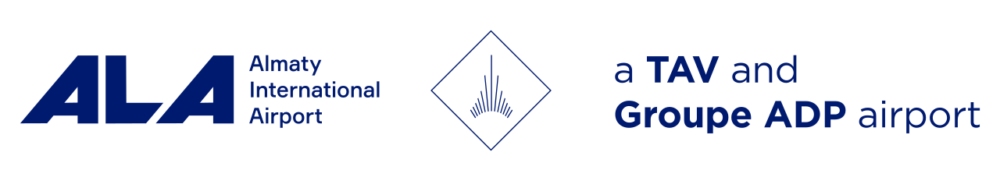 ALA
Almaty
International
Airport
a TAV and
Groupe ADP airport